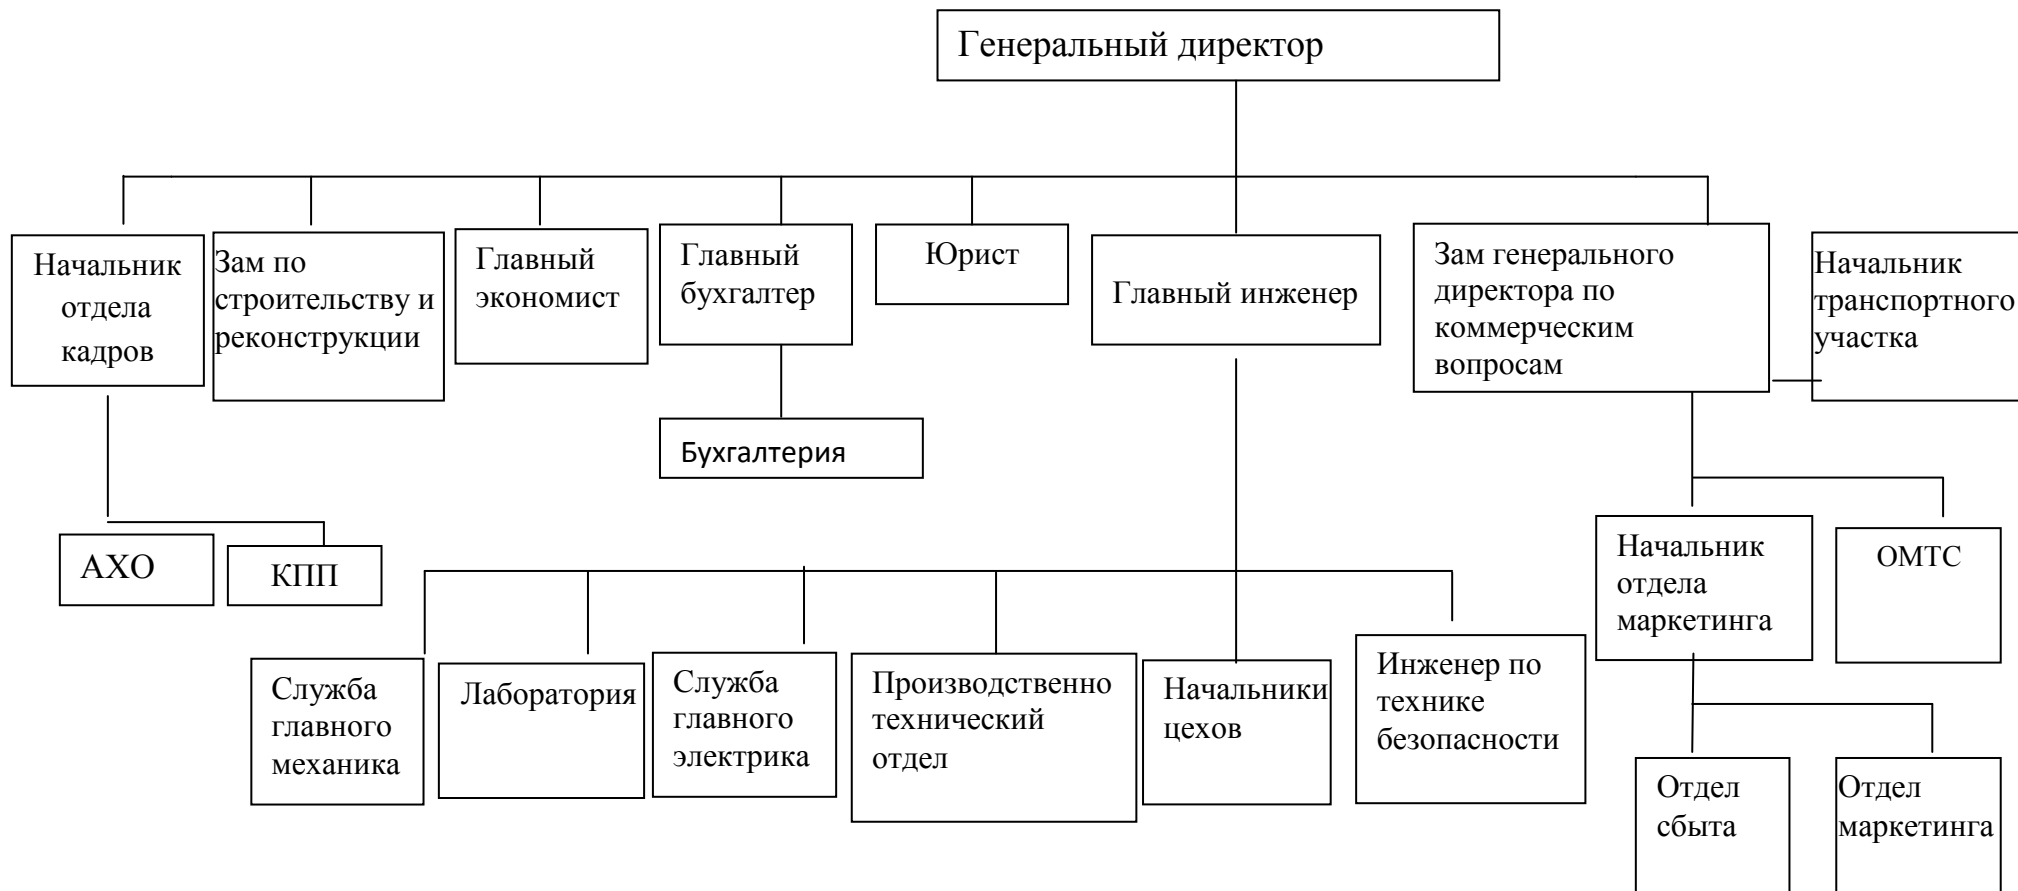 Генеральный директор
Начальник
отдела
кадров
Зам по
строительству и
реконструкции
Главный
экономист
Главный
бухгалтер
Юрист
Главный инженер
Зам генерального
директора по
коммерческим
вопросам
Начальник
транспортного
участка
Бухгалтерия
АХО
КПП
Начальник
отдела
маркетинга
ОМТС
Служба
главного
механика
Лаборатория
Служба
главного
электрика
Производственно
технический
отдел
Начальники
цехов
Инженер по
технике
безопасности
Отдел
сбыта
Отдел
маркетинга